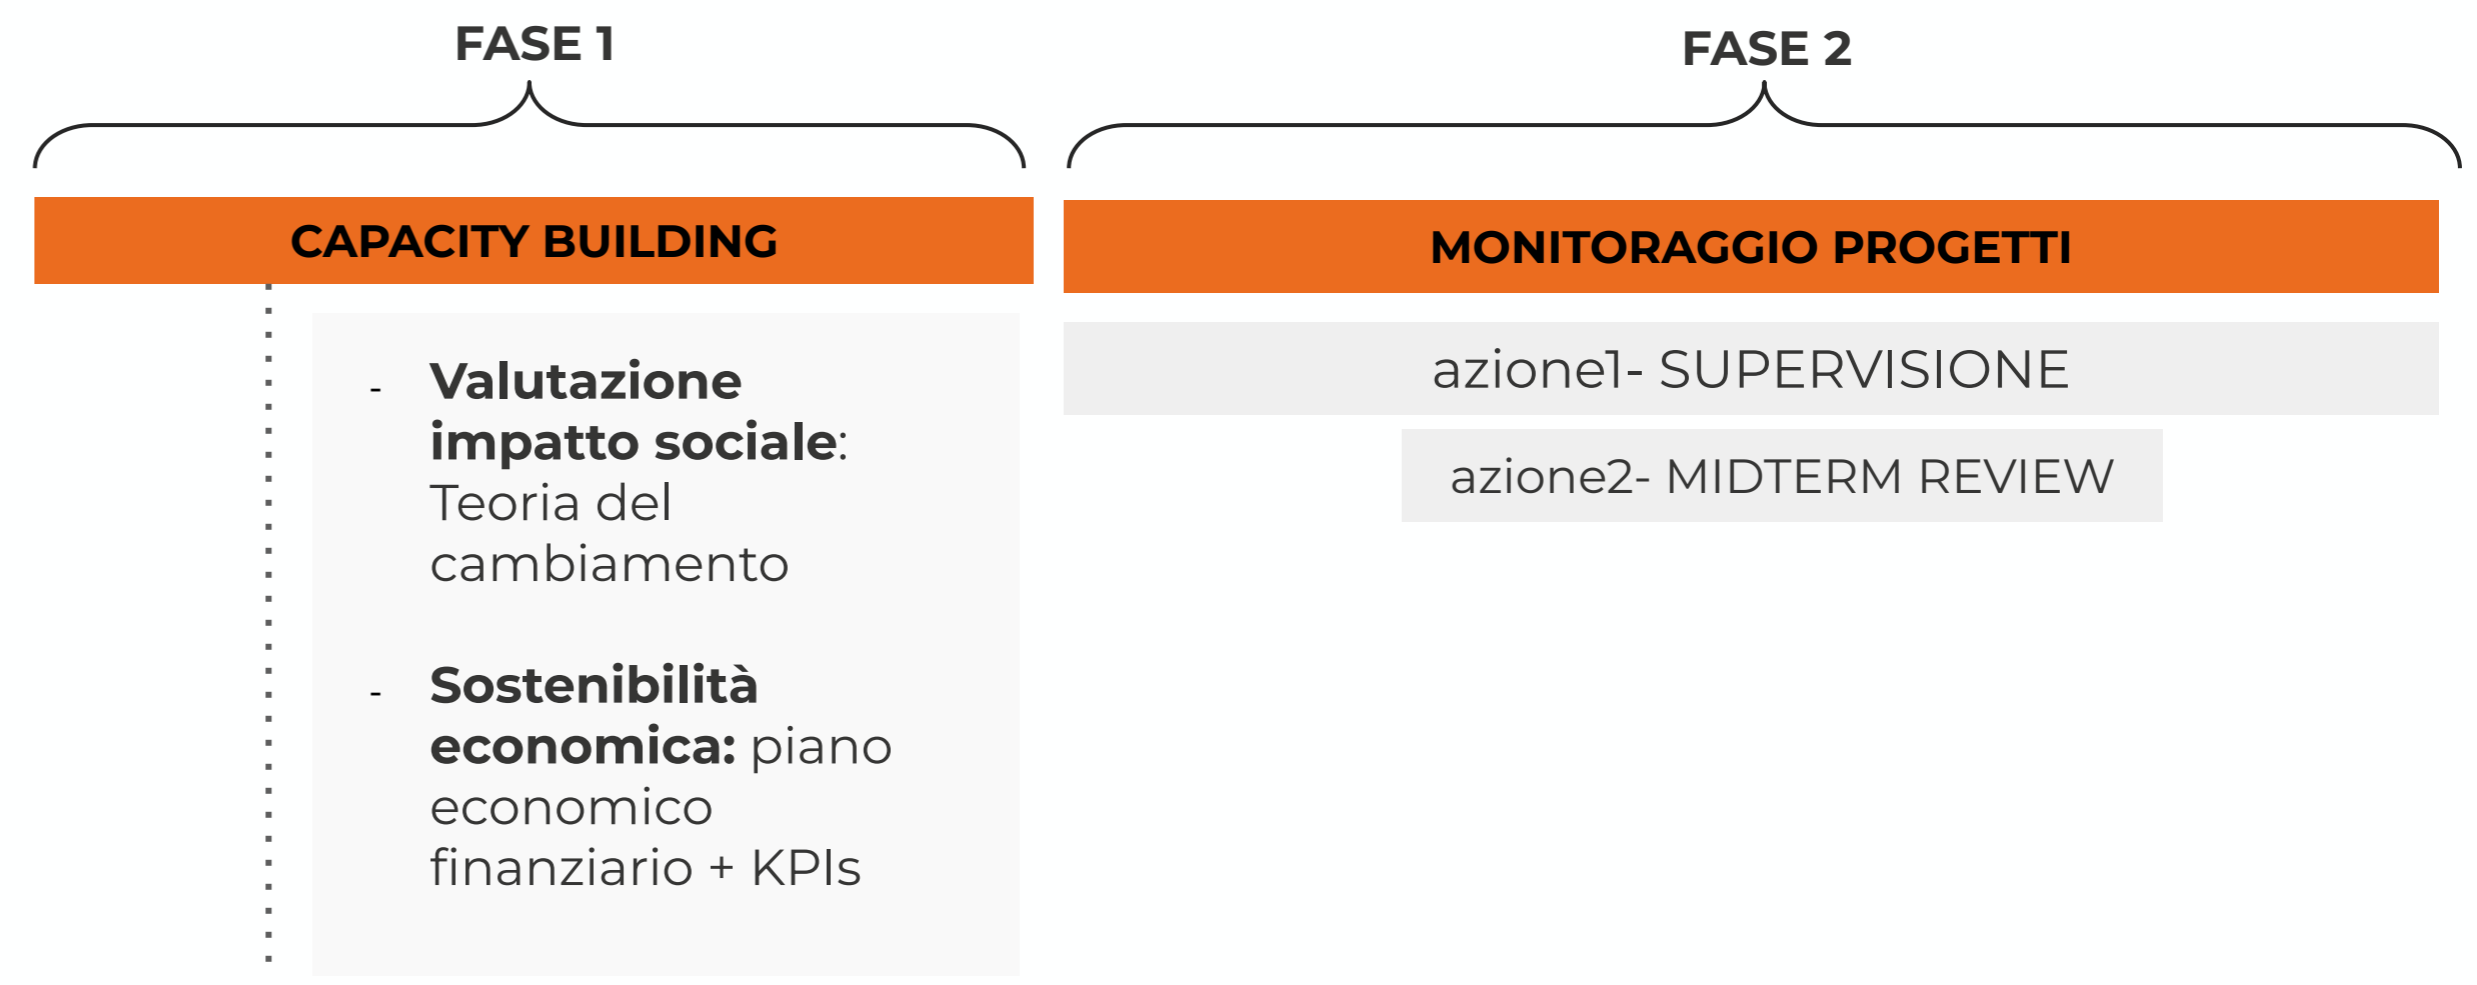 FASE 1
CAPACITY BUILDING
- Valutazione
impatto sociale:
Teoria del
cambiamento
- Sostenibilità
economica: piano
economico
finanziario + KPIs
FASE 2
MONITORAGGIO PROGETTI
azione1- SUPERVISIONE
azione2- MIDTERM REVIEW